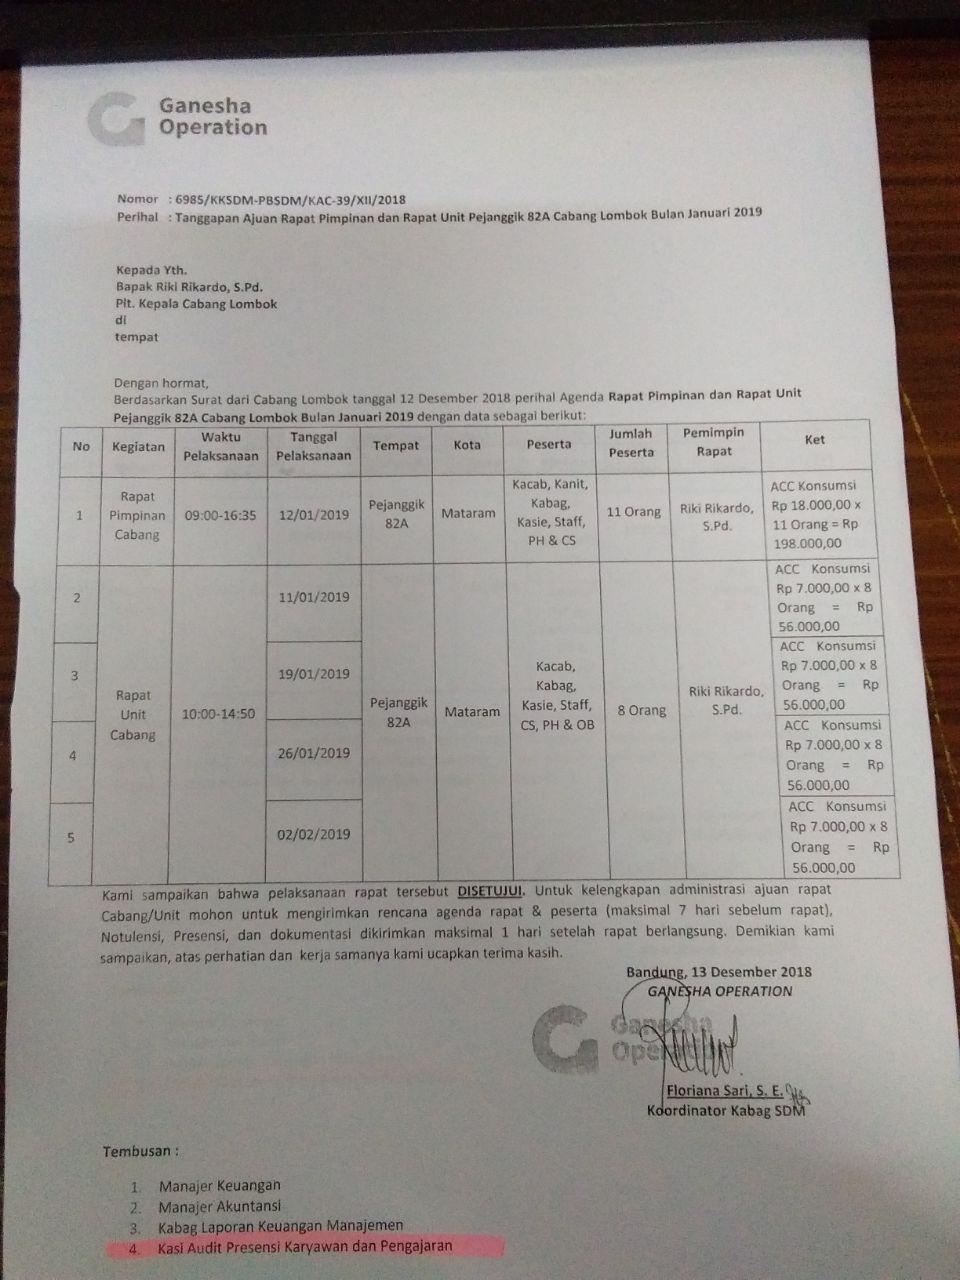 Ganesha
Operation
Nomor : 6985/KKSDM-PBSDM/KAC-39/XII/2018
Perihal : Tanggapan Ajuan Rapat Pimpinan dan Rapat Unit Pejanggik 82A Cabang Lombok Bulan Januari 2019
Kepada Yth.
Bapak Riki Rikardo, S.Pd.
Plt. Kepala Cabang Lombok
di
tempat
Dengan hormat,
Berdasarkan Surat dari Cabang Lombok tanggal 12 Desember 2018 perihal Agenda Rapat Pimpinan dan Rapat Unit
Pejanggik 82A Cabang Lombok Bulan Januari 2019 dengan data sebagai berikut:
No
Kegiatan
Waktu
Pelaksanaan
Tanggal
Pelaksanaan
Tempat
Kota
Peserta
Jumlah
Peserta
Pemimpin
Rapat
Ket
1
Rapat
Pimpinan
Cabang
09:00-16:35
12/01/2019
Pejanggik
82A
Mataram
Kacab, Kanit,
Kabag,
Kasie, Staff,
PH & CS
11 Orang
Riki Rikardo,
S.Pd.
ACC Konsumsi
Rp 18.000,00 x
11 Orang = Rp
198.000,00
2
Rapat
Unit
Cabang
10:00-14:50
11/01/2019
Pejanggik
82A
Mataram
Kacab,
Kabag,
Kasie, Staff,
CS, PH & OB
8 Orang
Riki Rikardo,
S.Pd.
ACC Konsumsi
Rp 7.000,00 x 8
Orang = Rp
56.000,00
3
19/01/2019
ACC Konsumsi
Rp 7.000,00 x 8
Orang = Rp
56.000,00
4
26/01/2019
ACC Konsumsi
Rp 7.000,00 x 8
Orang = Rp
56.000,00
5
02/02/2019
ACC Konsumsi
Rp 7.000,00 x 8
Orang = Rp
56.000,00
Kami sampaikan bahwa pelaksanaan rapat tersebut DISETUJUI. Untuk kelengkapan administrasi ajuan rapat
Cabang/Unit mohon untuk mengirimkan rencana agenda rapat & peserta (maksimal 7 hari sebelum rapat),
Notulensi, Presensi, dan dokumentasi dikirimkan maksimal 1 hari setelah rapat berlangsung. Demikian kami
sampaikan, atas perhatian dan kerja samanya kami ucapkan terima kasih.
Bandung, 13 Desember 2018
GANESHA OPERATION
Ganesha
Operation
Floriana Sari, S. E.
Koordinator Kabag SDM
Tembusan :
1. Manajer Keuangan
2. Manajer Akuntansi
3. Kabag Laporan Keuangan Manajemen
4. Kasi Audit Presensi Karyawan dan Pengajaran